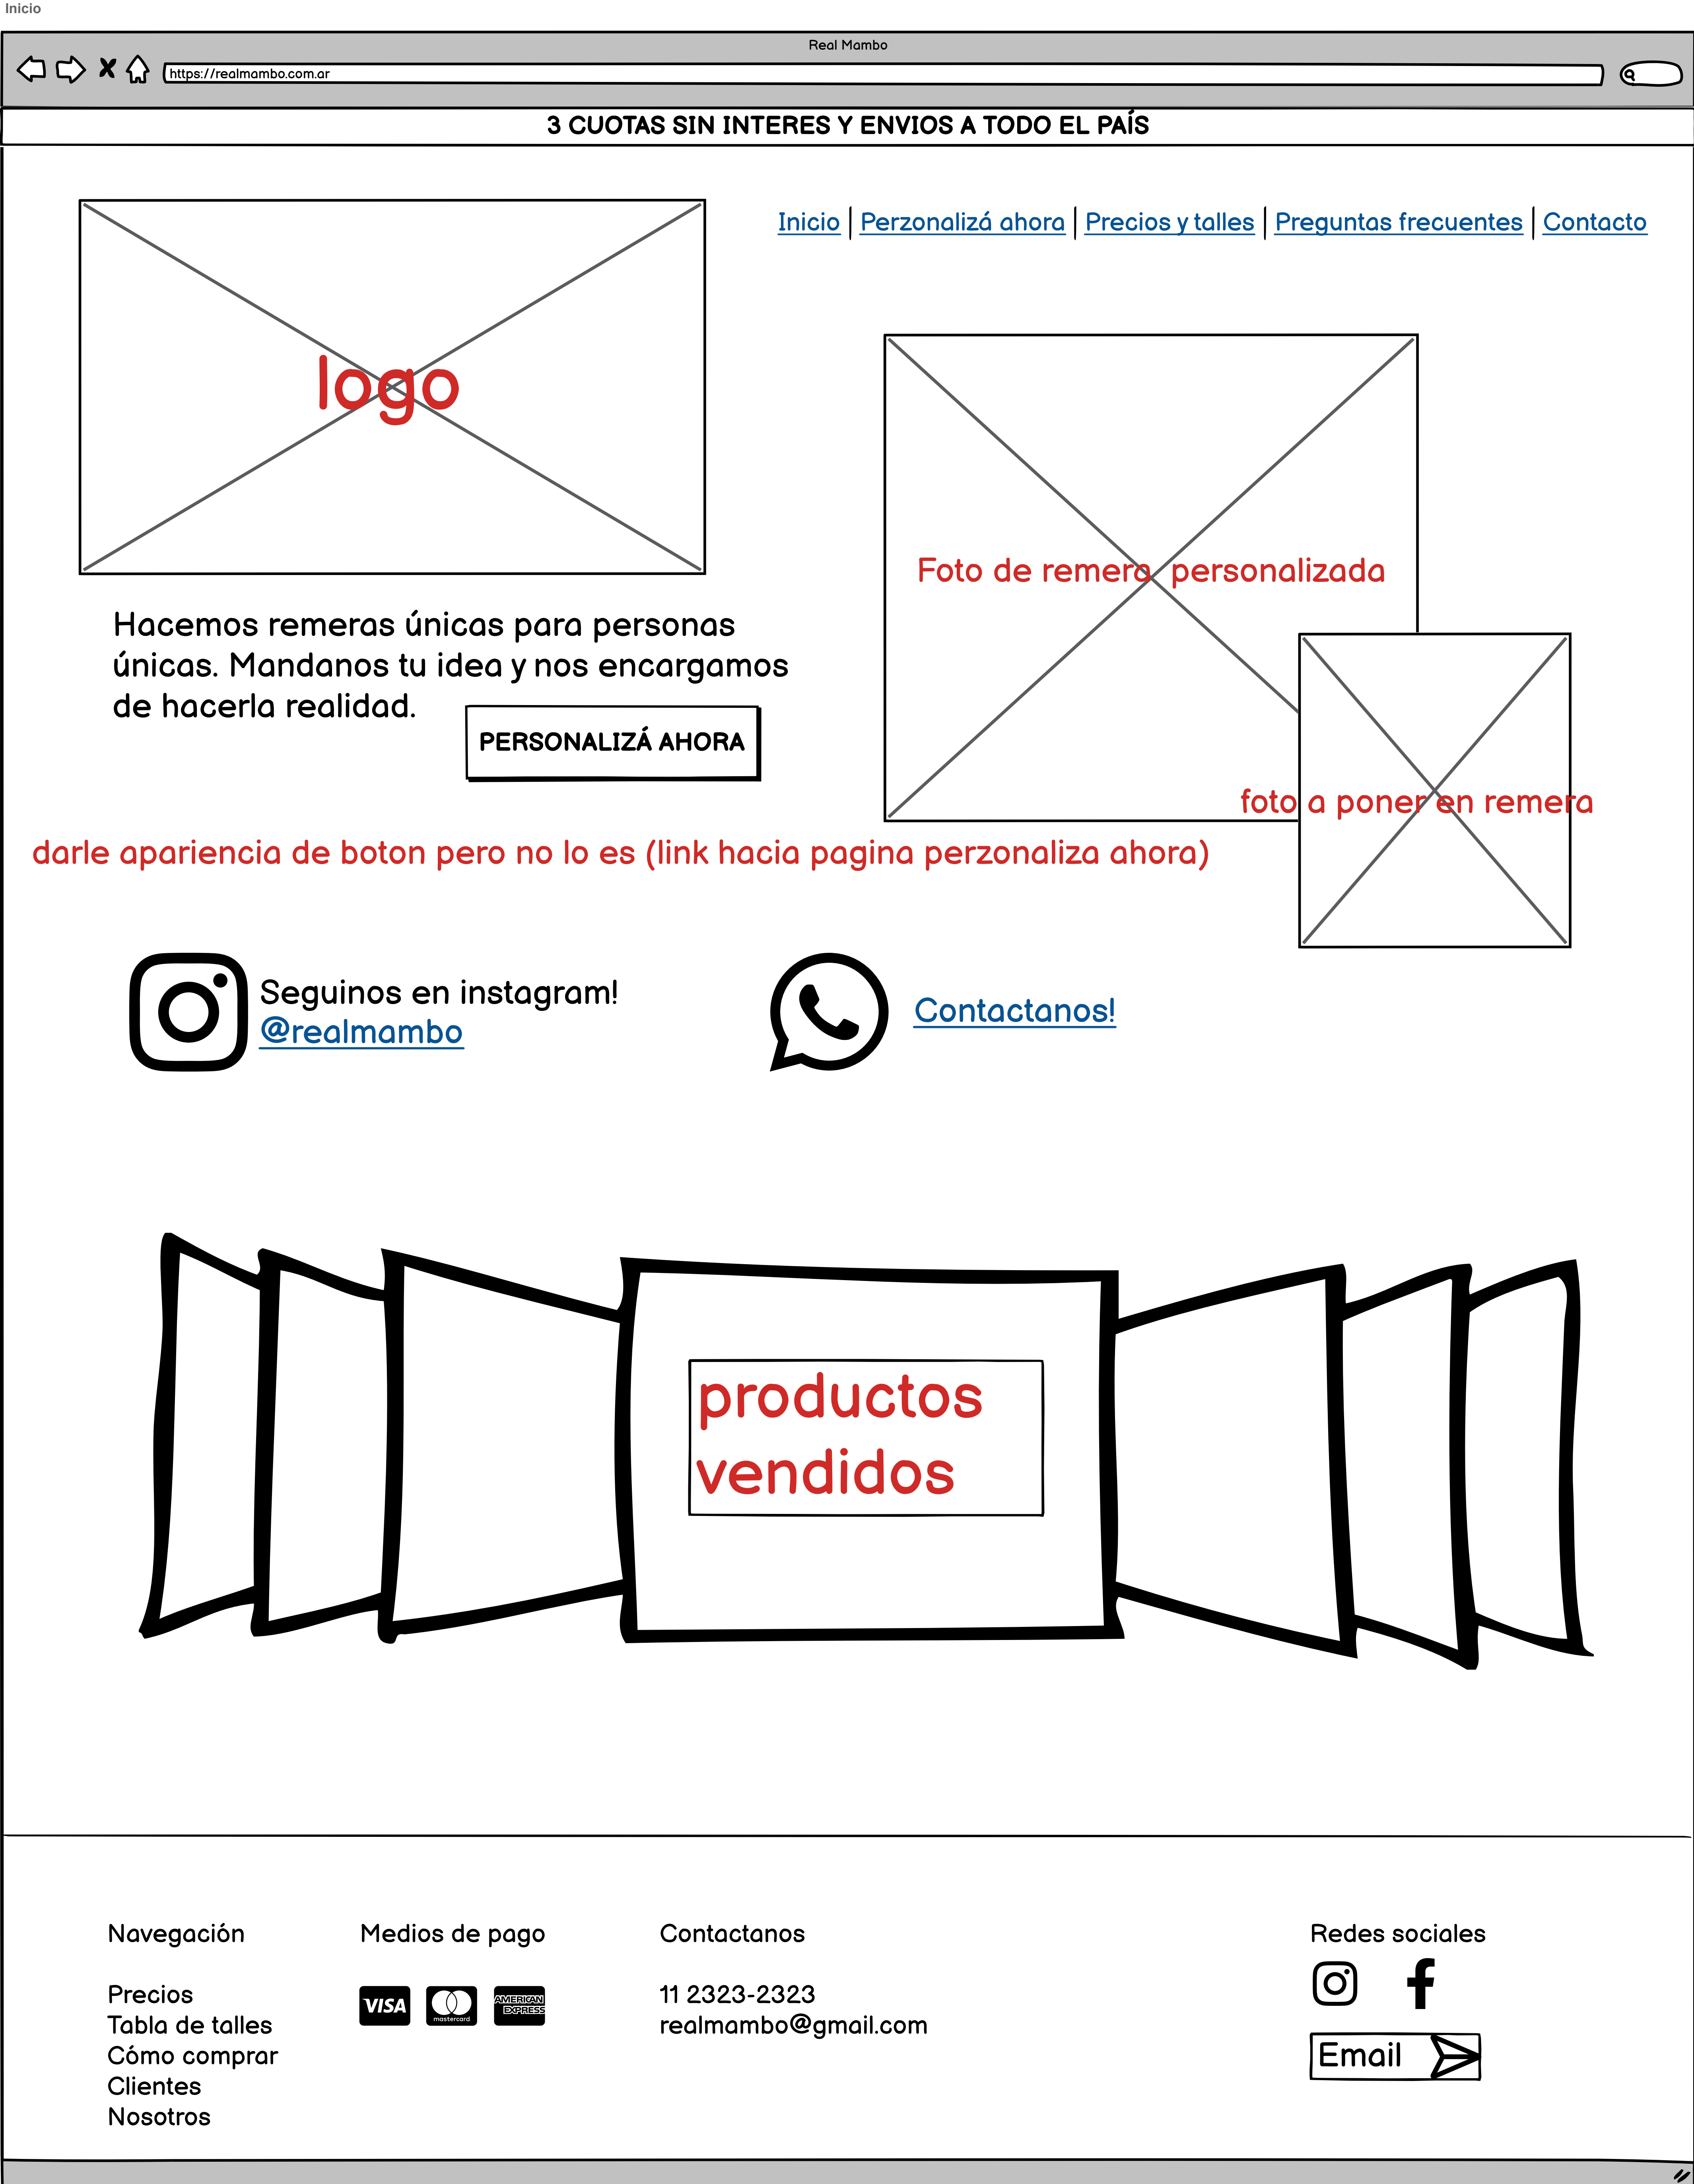 Inicio
Real Mambo
https://realmambo.com.ar
3 CUOTAS SIN INTERES Y ENVIOS A TODO EL PAÍS
Inicio | Perzonalizá ahora | Precios y talles | Preguntas frecuentes | Contacto
logo
Foto de remera personalizada
Hacemos remeras únicas para personas
únicas. Mandanos tu idea y nos encargamos
de hacerla realidad.
PERSONALIZÁ AHORA
foto a poner en remera
darle apariencia de boton pero no lo es (link hacia pagina perzonaliza ahora)
Seguinos en instagram!
@realmambo
Contactanos!
productos
vendidos
Navegación
Precios
Tabla de talles
Cómo comprar
Clientes
Nosotros
Medios de pago
VISA
mastercard
AMERICAN
EXPRESS
Contactanos
11 2323-2323
realmambo@gmail.com
Redes sociales
Email